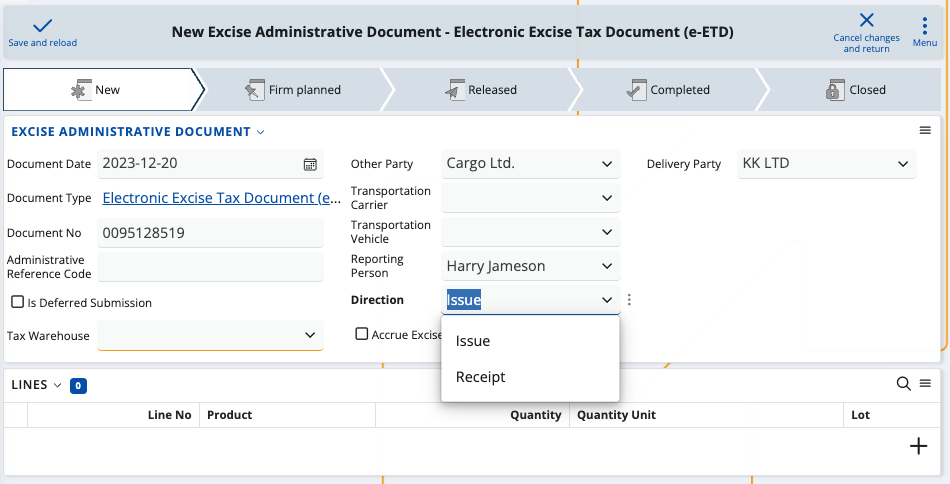 Save and reload
New Excise Administrative Document - Electronic Excise Tax Document (e-ETD)
Cancel changes
and return
Menu
New
Firm planned
Released
Completed
Closed
EXCISE ADMINISTRATIVE DOCUMENT
Document Date
2023-12-20
Other Party
Cargo Ltd.
Delivery Party
KK LTD
Document Type
Electronic Excise Tax Document (e...
Transportation
Carrier
Document No
0095128519
Transportation
Vehicle
Administrative
Reference Code
Reporting
Person
Harry Jameson
Is Deferred Submission
Direction
Issue
Tax Warehouse
Accrue Excise
Issue
Receipt
LINES
0
Line No
Product
Quantity
Quantity Unit
Lot